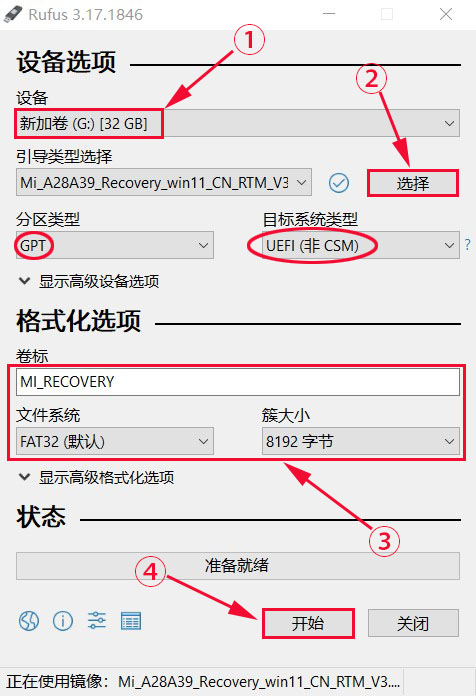 Rufus 3.17.1846
①
设备选项
②
设备
新加卷 (G:) [32 GB]
引导类型选择
Mi_A28A39_Recovery_win11_CN_RTM_V3
选择
分区类型 目标系统类型
GPT UEFI (非 CSM) ?
显示高级设备选项
格式化选项
卷标
MI_RECOVERY
文件系统 簇大小
FAT32 (默认) 8192 字节
显示高级格式化选项
状态
③
准备就绪
④
开始 关闭
正在使用镜像：Mi_A28A39_Recovery_win11_CN_RTM_V3....